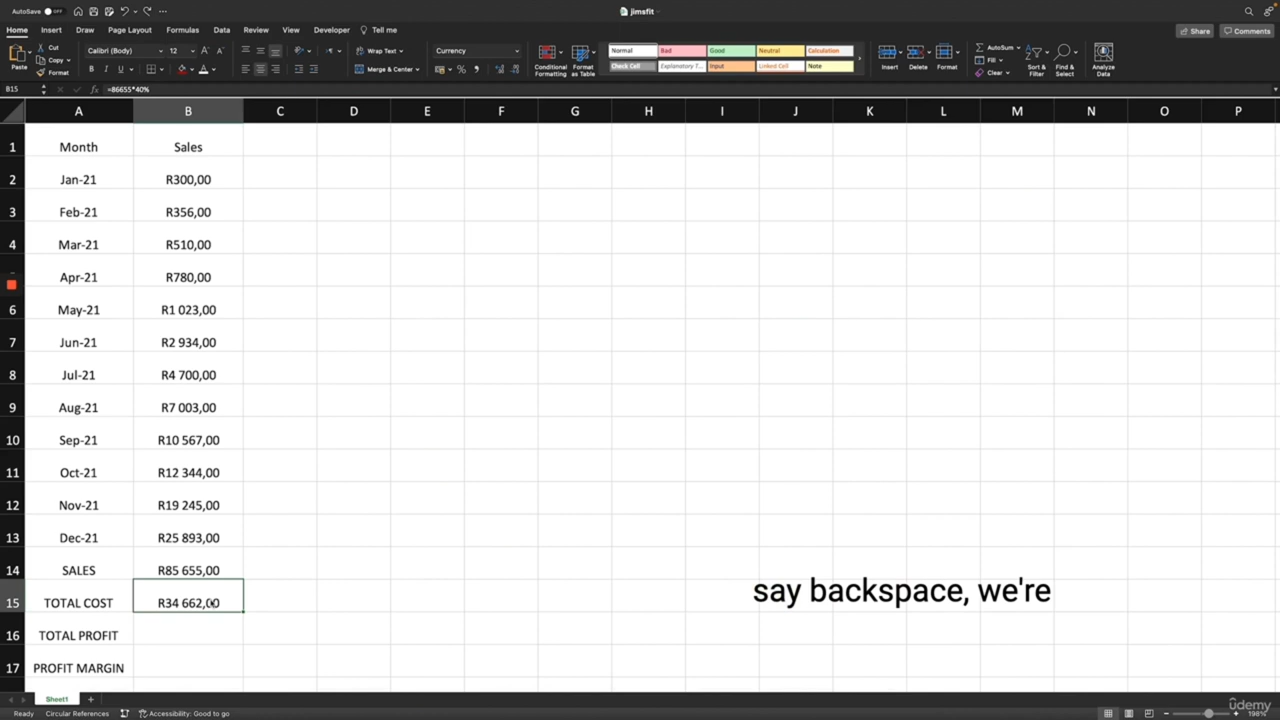 AutoSave OFF
jimsfit
Home Insert Draw Page Layout Formulas Data Review View Developer Tell me
Share Comments
Paste
Cut
Copy
Format
Calibri (Body) 12
B I U
Wrap Text
Merge & Center
Currency
Conditional Formatting
Format as Table
Normal Bad Good Neutral Calculation
Check Cell Explanatory T... Input Linked Cell Note
Insert Delete Format
AutoSum
Fill
Clear
Sort & Filter
Find & Select
Analyze Data
B15 fx =86655*40%
A B C D E F G H I J K L M N O P
1 Month Sales
2 Jan-21 R300,00
3 Feb-21 R356,00
4 Mar-21 R510,00
Apr-21 R780,00
6 May-21 R1 023,00
7 Jun-21 R2 934,00
8 Jul-21 R4 700,00
9 Aug-21 R7 003,00
10 Sep-21 R10 567,00
11 Oct-21 R12 344,00
12 Nov-21 R19 245,00
13 Dec-21 R25 893,00
14 SALES R85 655,00
15 TOTAL COST R34 662,00
16 TOTAL PROFIT
17 PROFIT MARGIN
say backspace, we're
Sheet1
Ready Circular References Accessibility: Good to go
198%
udemy